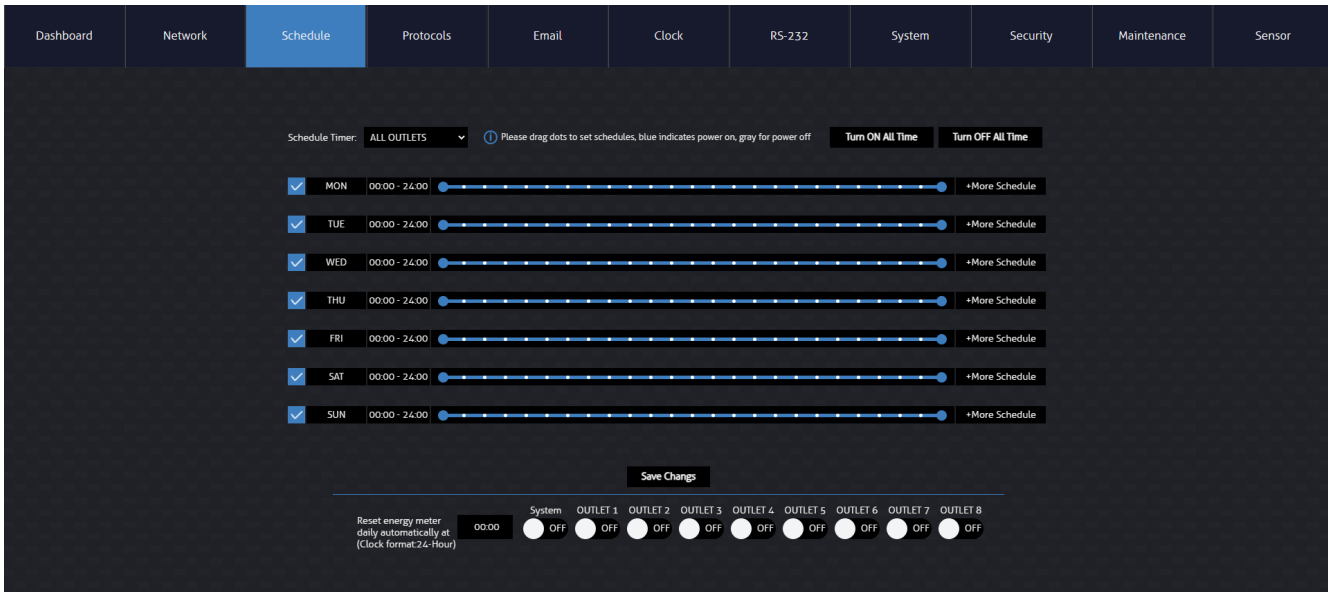 Dashboard Network Schedule Protocols Email Clock RS-232 System Security Maintenance Sensor
Schedule Timer: ALL OUTLETS Please drag dots to set schedules, blue indicates power on, gray for power off Turn ON All Time Turn OFF All Time
MON 00:00 - 24:00 +More Schedule
TUE 00:00 - 24:00 +More Schedule
WED 00:00 - 24:00 +More Schedule
THU 00:00 - 24:00 +More Schedule
FRI 00:00 - 24:00 +More Schedule
SAT 00:00 - 24:00 +More Schedule
SUN 00:00 - 24:00 +More Schedule
Save Changs
System OUTLET 1 OUTLET 2 OUTLET 3 OUTLET 4 OUTLET 5 OUTLET 6 OUTLET 7 OUTLET 8
Reset energy meter
daily automatically at 00:00 OFF OFF OFF OFF OFF OFF OFF OFF OFF
(Clock format:24-Hour)